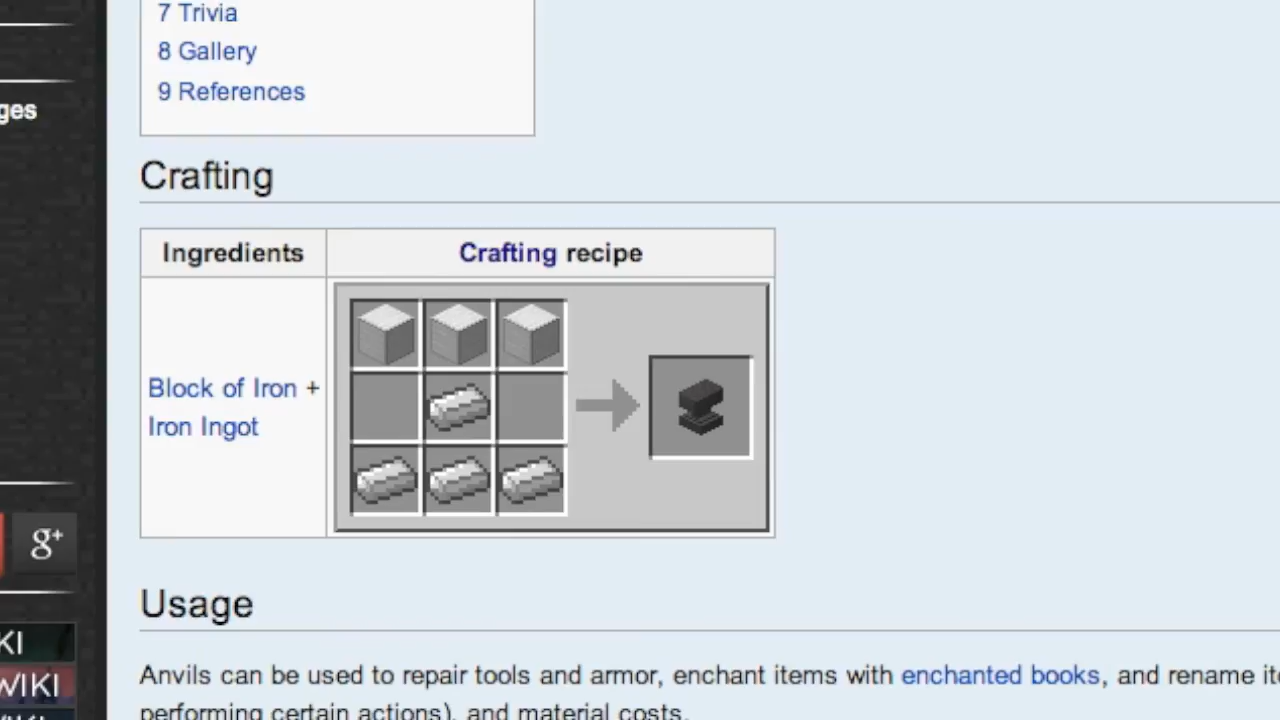 7 Trivia
8 Gallery
9 References
ges
Crafting
Ingredients
Crafting recipe
Block of Iron +
Iron Ingot
g+
Usage
KI
WIKI
Anvils can be used to repair tools and armor, enchant items with enchanted books, and rename ite
performing certain actions), and material costs.